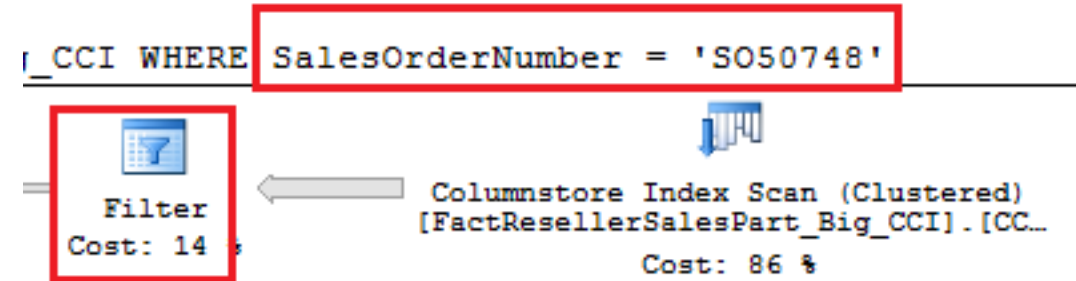 _CCI WHERE SalesOrderNumber = 'SO50748'
Filter
Cost: 14 %
Columnstore Index Scan (Clustered)
[FactResellerSalesPart_Big_CCI].[CC…
Cost: 86 %